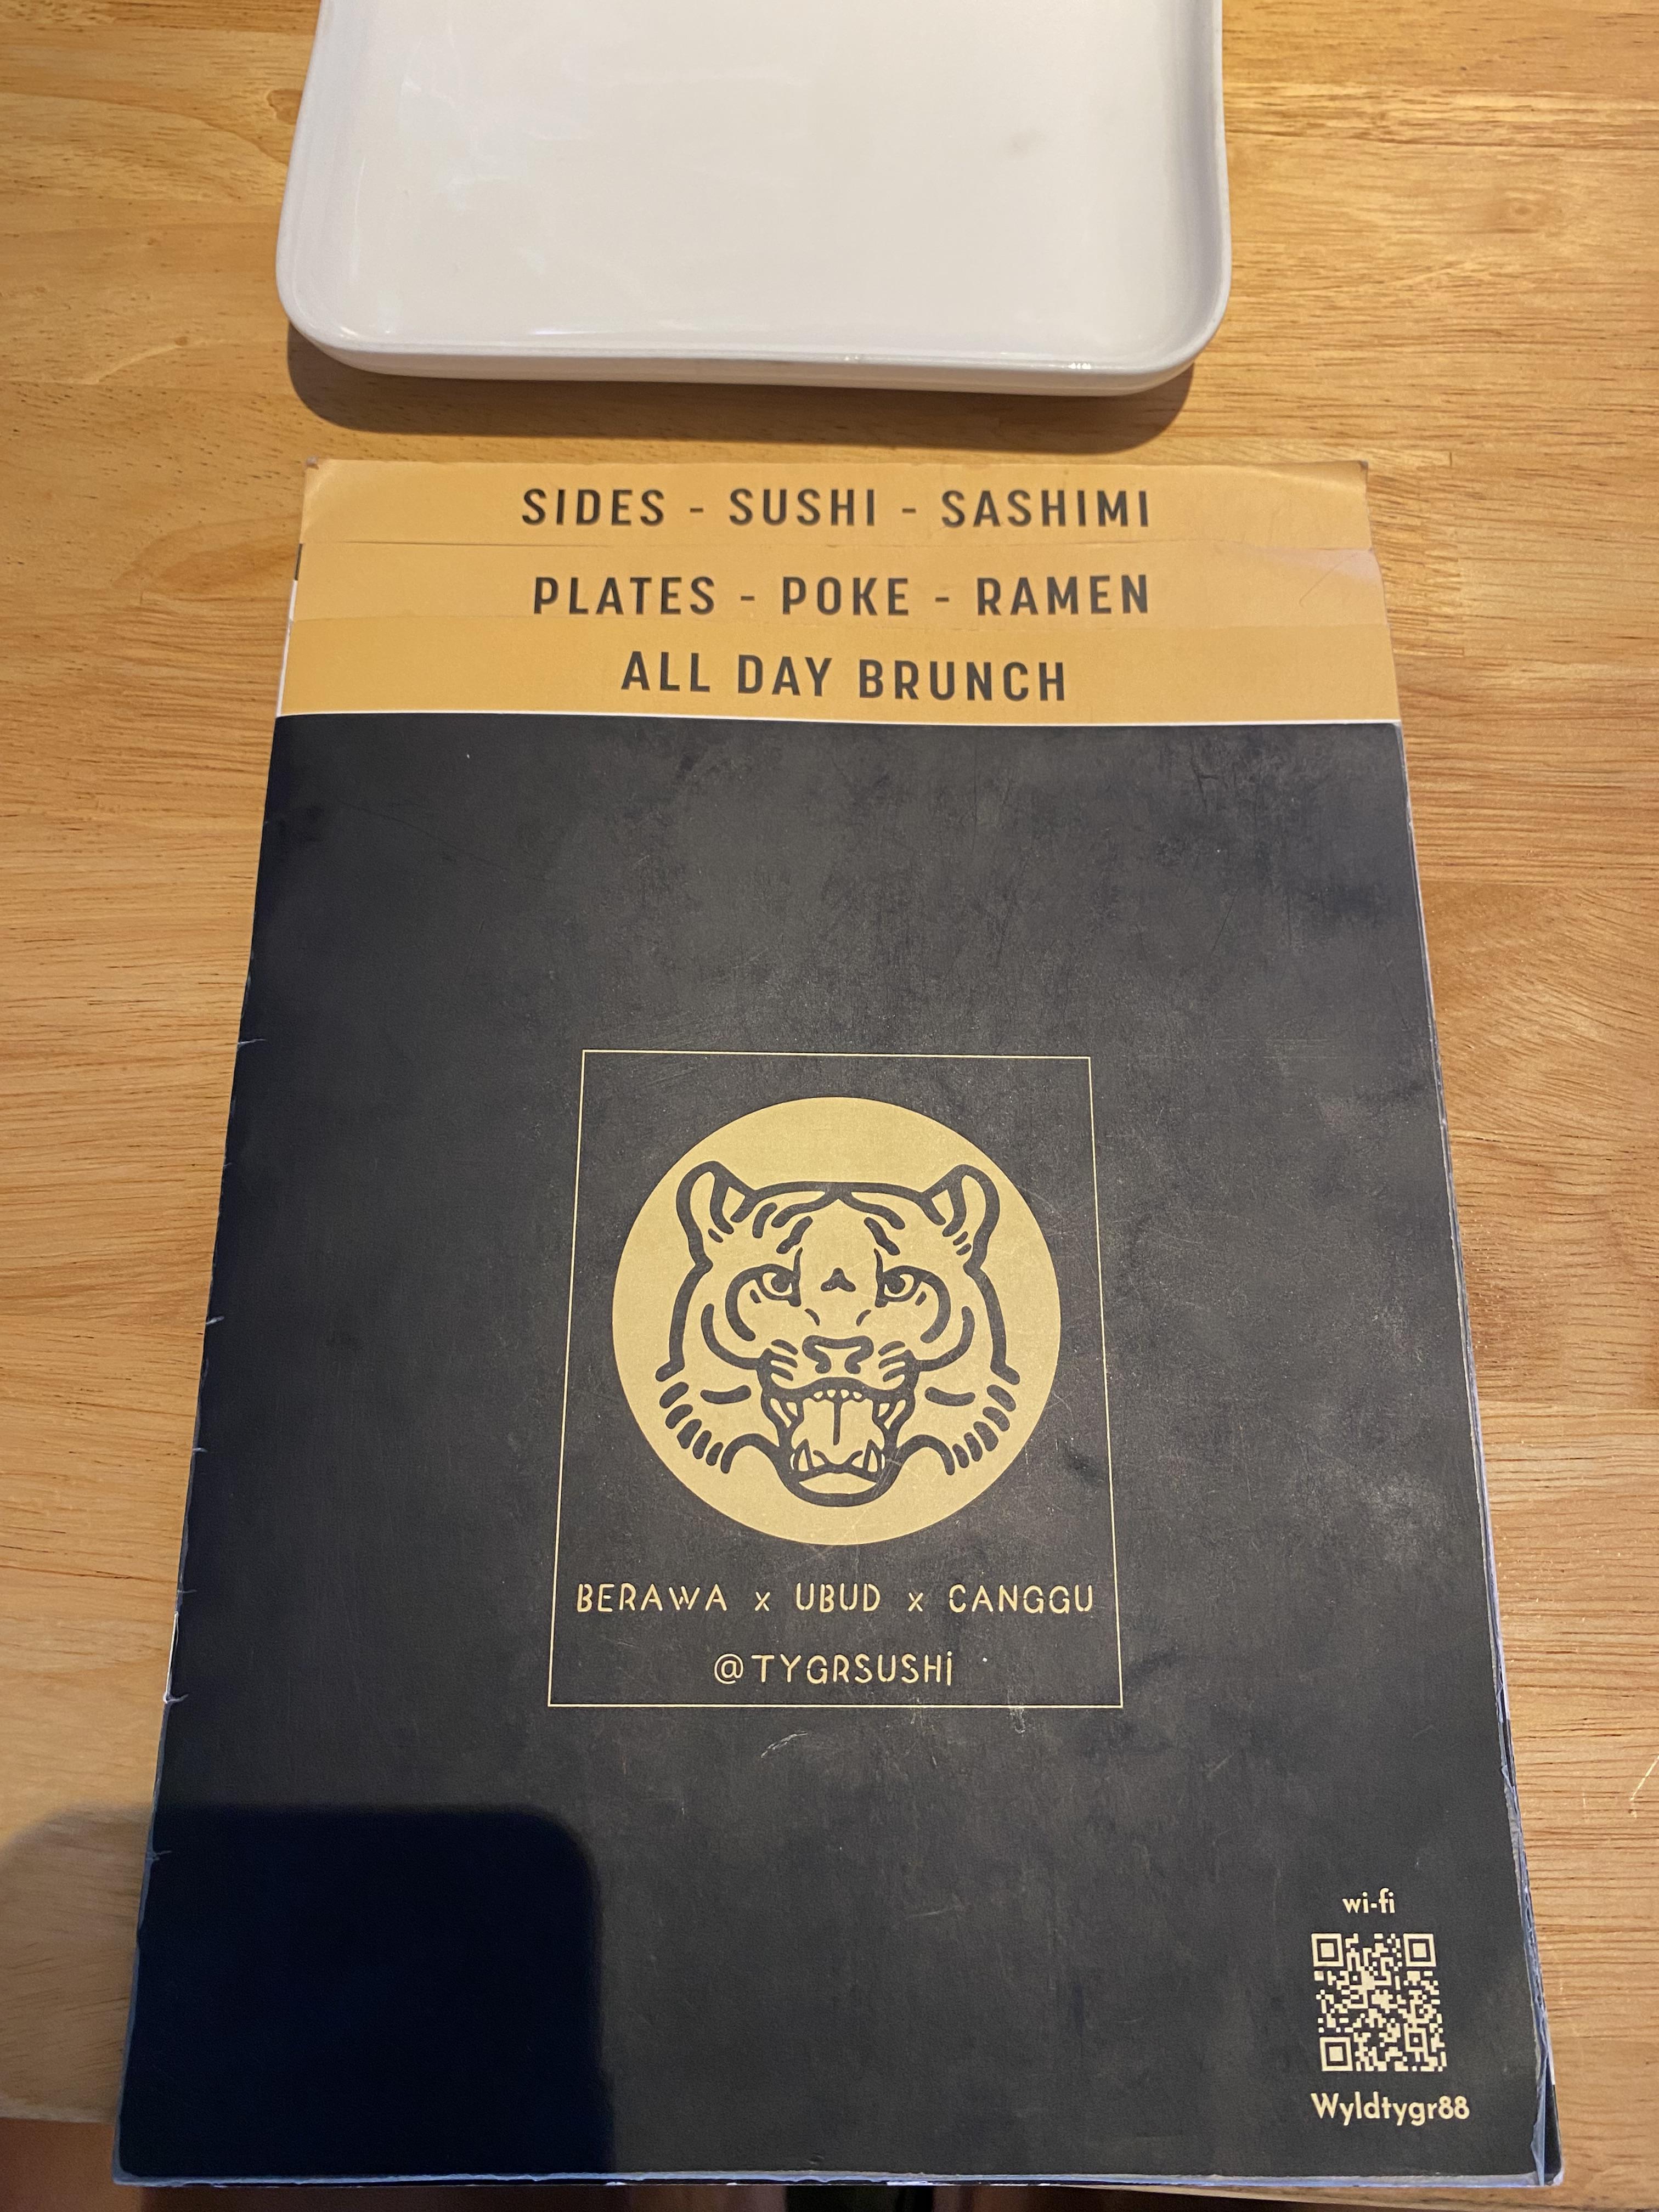 SIDES - SUSHI - SASHIMI
PLATES - POKE - RAMEN
ALL DAY BRUNCH
BERAWA x UBUD x CANGGU
@TYGRSUSHi
wi-fi
Wyldtygr88